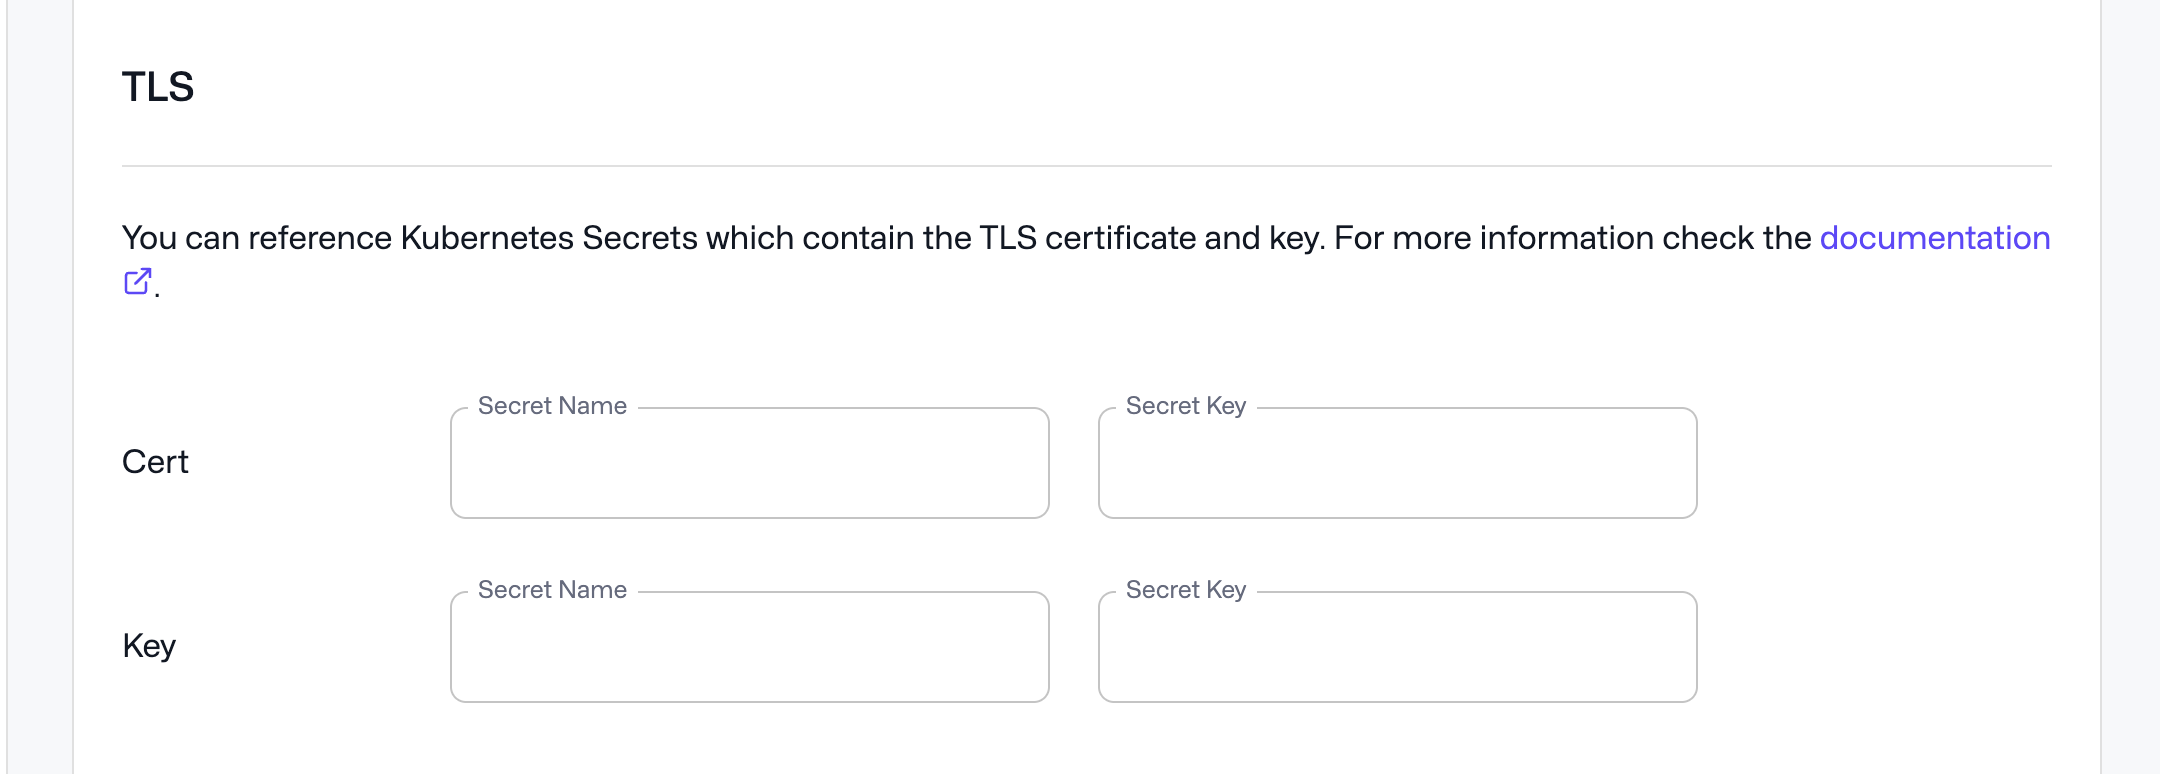 TLS
You can reference Kubernetes Secrets which contain the TLS certificate and key. For more information check the documentation
.
Secret Name
Secret Key
Cert
Secret Name
Secret Key
Key